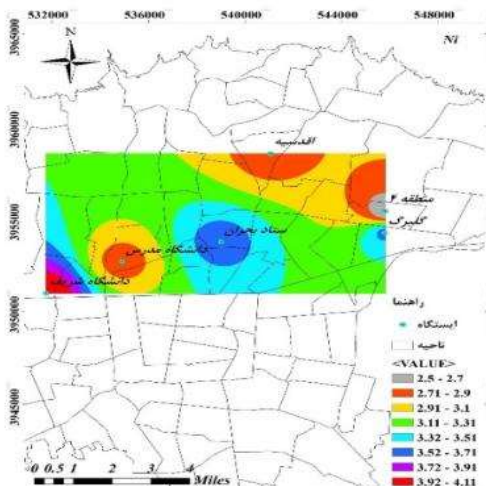 532000 536000 540000 544000 548000
3965000
3960000
3955000
3950000
3945000
N
Ni
اقدسیه
منطقه ۴
گلبرگ
ستاد بحران
دانشگاه مدرس
دانشگاه شریف
راهنما
ایستگاه
ناحیه
<VALUE>
2.5 - 2.7
2.71 - 2.9
2.91 - 3.1
3.11 - 3.31
3.32 - 3.51
3.52 - 3.71
3.72 - 3.91
3.92 - 4.11
0 0.5 1 2 3 4
Miles